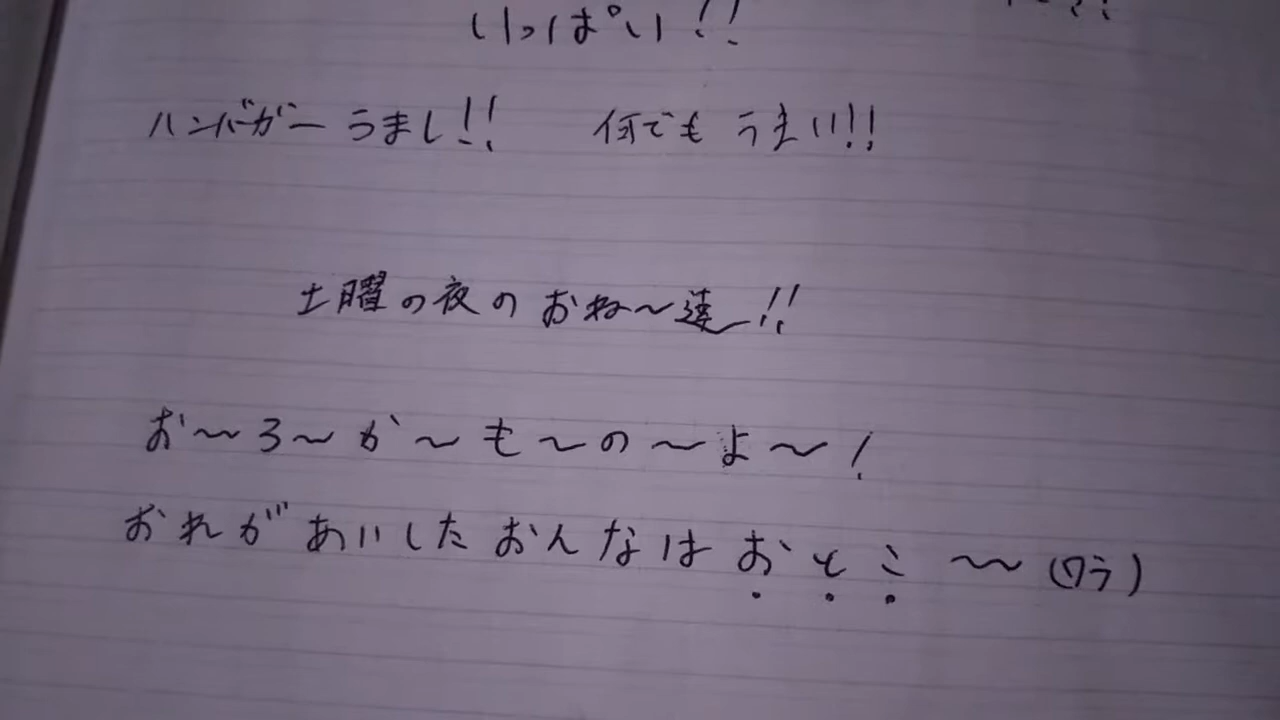 いっぱい!!
ハンバガー うまし!! 何でも うまい!!
土曜の夜の おね〜達!!
お〜ろ〜か〜も〜の〜よ〜!
おれが あいした おんなは おとこ 〜〜 (ワラ)